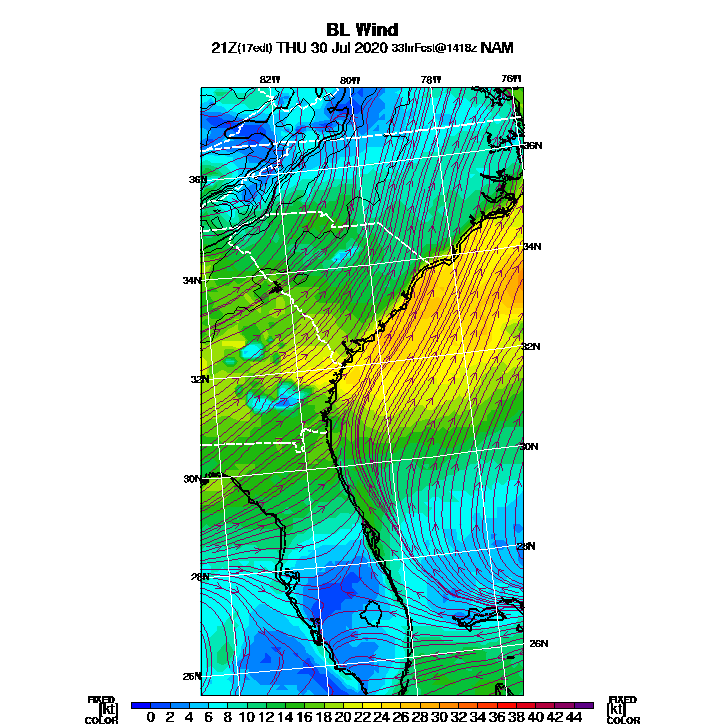 BL Wind
21Z(17edt) THU 30 Jul 2020 33hrFcst@1418z NAM
82W 80W 78W 76W
36N
36N
34N
34N
32N
32N
30N
30N
28N
28N
26N
26N
FIXED FIXED
[kt] 0 2 4 6 8 10 12 14 16 18 20 22 24 26 28 30 32 34 36 38 40 42 44 [kt]
COLOR COLOR